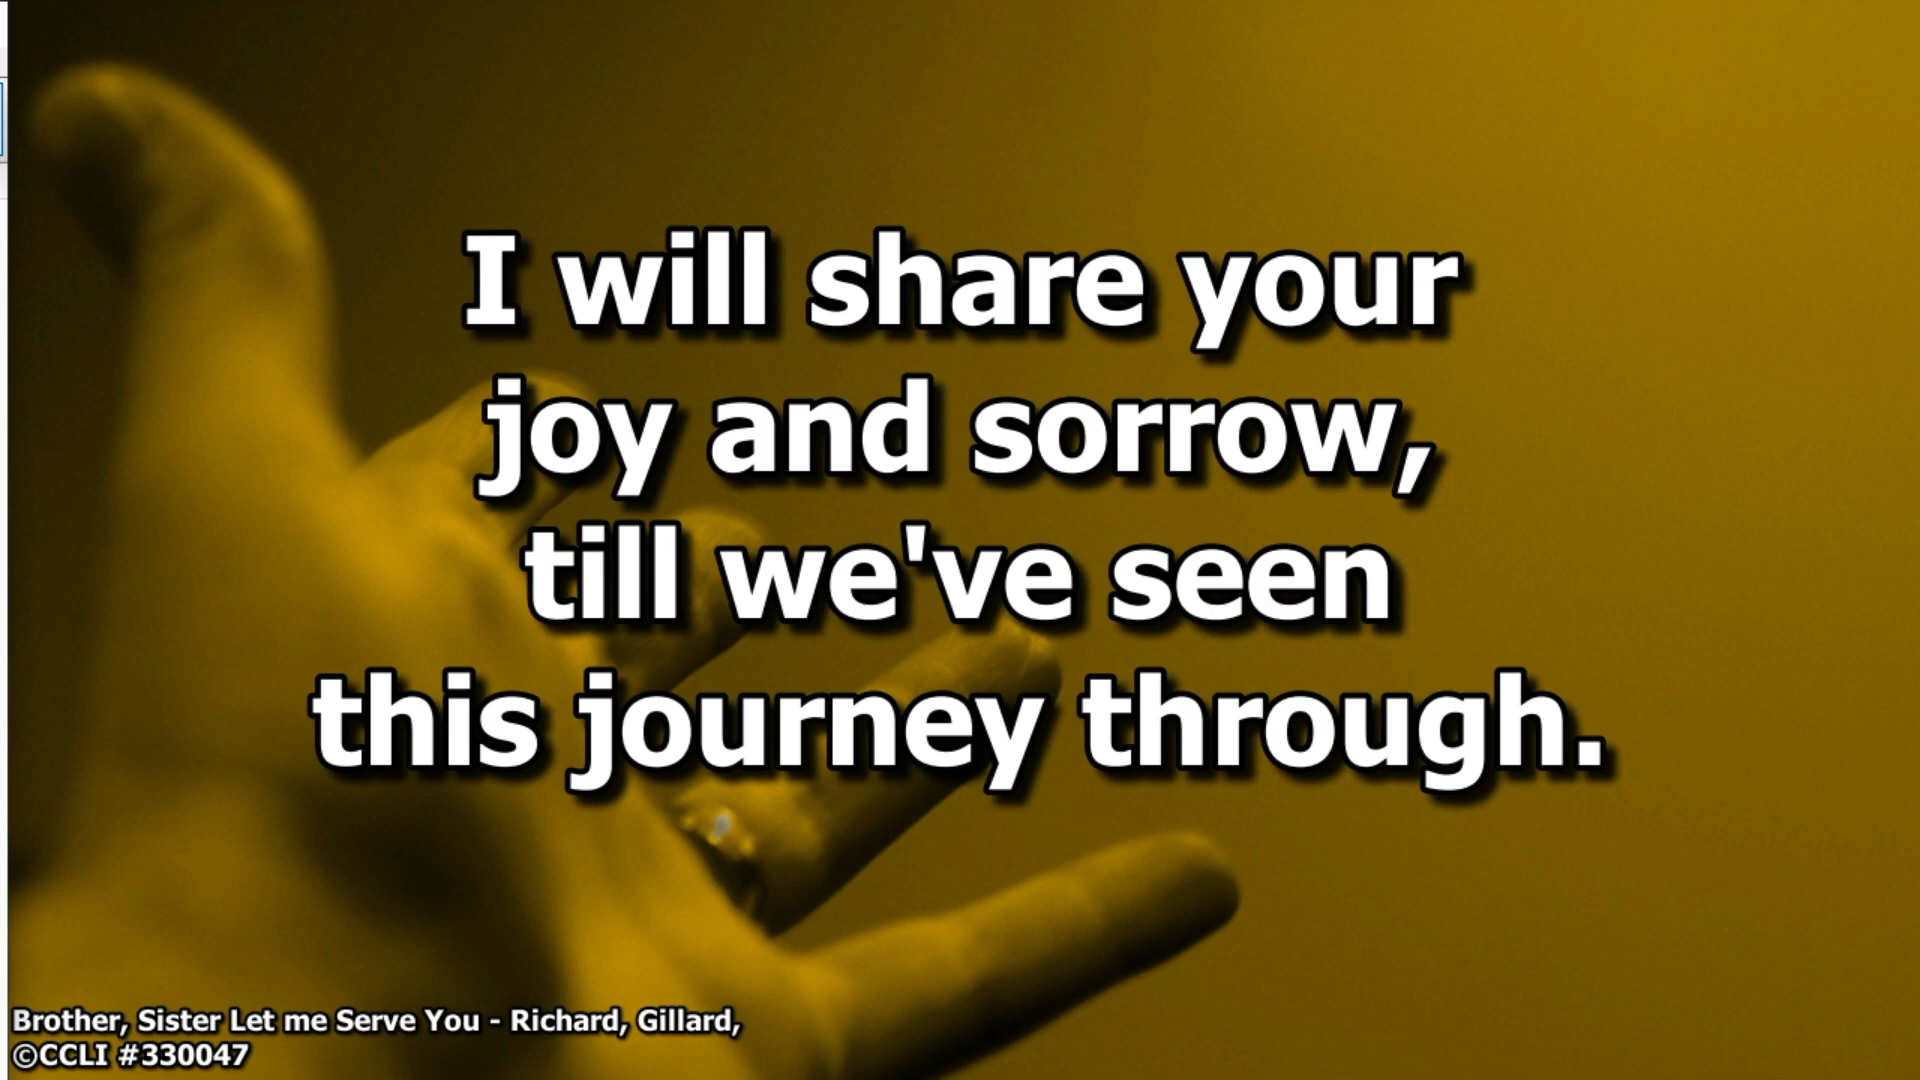 I will share your
joy and sorrow,
till we've seen
this journey through.
Brother, Sister Let me Serve You - Richard, Gillard,
©CCLI #330047